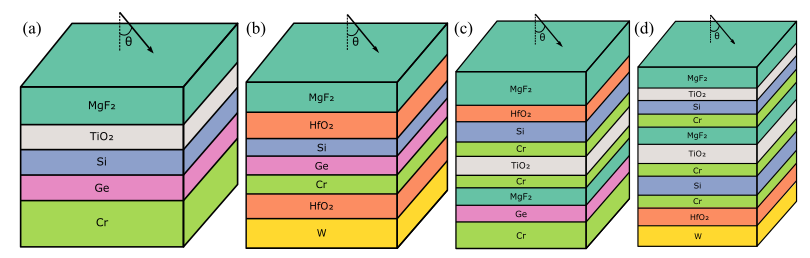 (a)
θ
MgF₂
TiO₂
Si
Ge
Cr
(b)
θ
MgF₂
HfO₂
Si
Ge
Cr
HfO₂
W
(c)
θ
MgF₂
HfO₂
Si
Cr
TiO₂
Cr
MgF₂
Ge
Cr
(d)
θ
MgF₂
TiO₂
Si
Cr
MgF₂
TiO₂
Cr
Si
Cr
HfO₂
W